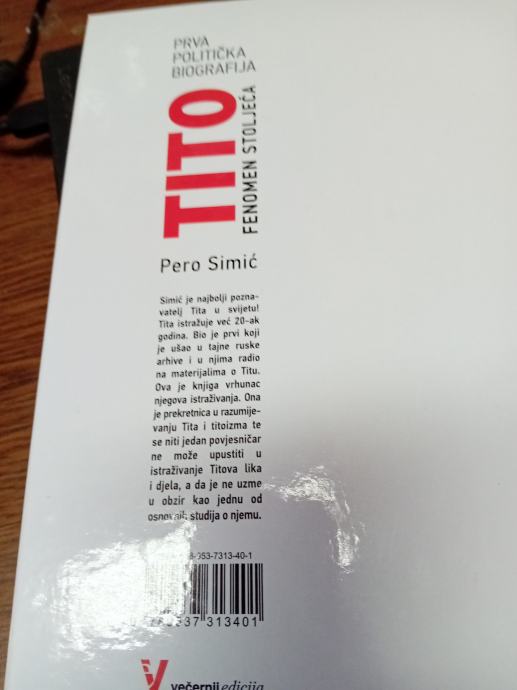 PRVA
POLITIČKA
BIOGRAFIJA
TITO
FENOMEN STOLJEĆA
Pero Simić
Simić je najbolji pozna-
vatelj Tita u svijetu!
Tita istražuje već 20-ak
godina. Bio je prvi koji
je ušao u tajne ruske
arhive i u njima radio
na materijalima o Titu.
Ova je knjiga vrhunac
njegova istraživanja. Ona
je prekretnica u razumije-
vanju Tita i titoizma te
se niti jedan povjesničar
ne može upustiti u
istraživanje Titova lika
i djela, a da je ne uzme
u obzir kao jednu od
osnovnih studija o njemu.
953-7313-40-1
313401
večernji edicija